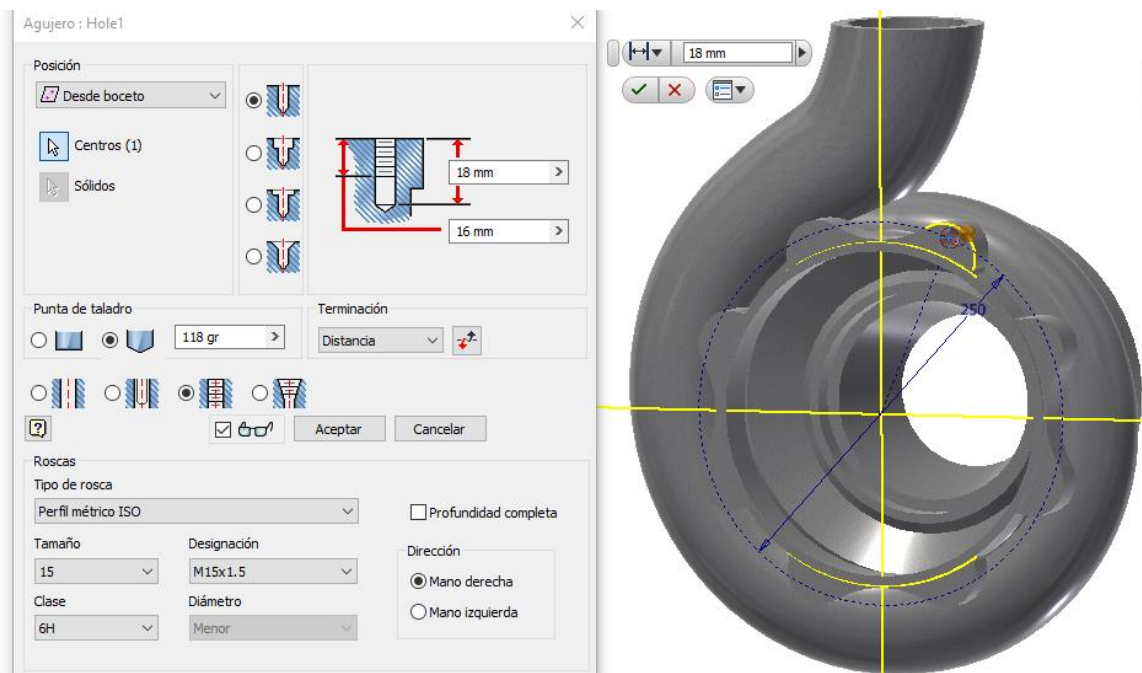 Agujero : Hole1
Posición
Desde boceto
Centros (1)
Sólidos
18 mm
16 mm
Punta de taladro
118 gr
Terminación
Distancia
?
Aceptar
Cancelar
Roscas
Tipo de rosca
Perfil métrico ISO
Profundidad completa
Tamaño
Designación
15
M15x1.5
Clase
Diámetro
6H
Menor
Dirección
Mano derecha
Mano izquierda
18 mm
250